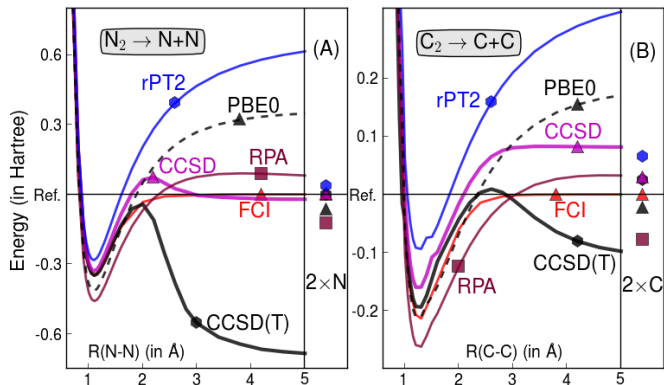 N₂ → N+N
(A)
rPT2
PBE0
CCSD
RPA
FCI
CCSD(T)
2×N
R(N-N) (in Å)
Energy (in Hartree)
0.6
0.3
Ref.
-0.3
-0.6
1 2 3 4 5
C₂ → C+C
(B)
rPT2
PBE0
CCSD
FCI
RPA
CCSD(T)
2×C
R(C-C) (in Å)
0.2
0.1
Ref.
-0.1
-0.2
1 2 3 4 5